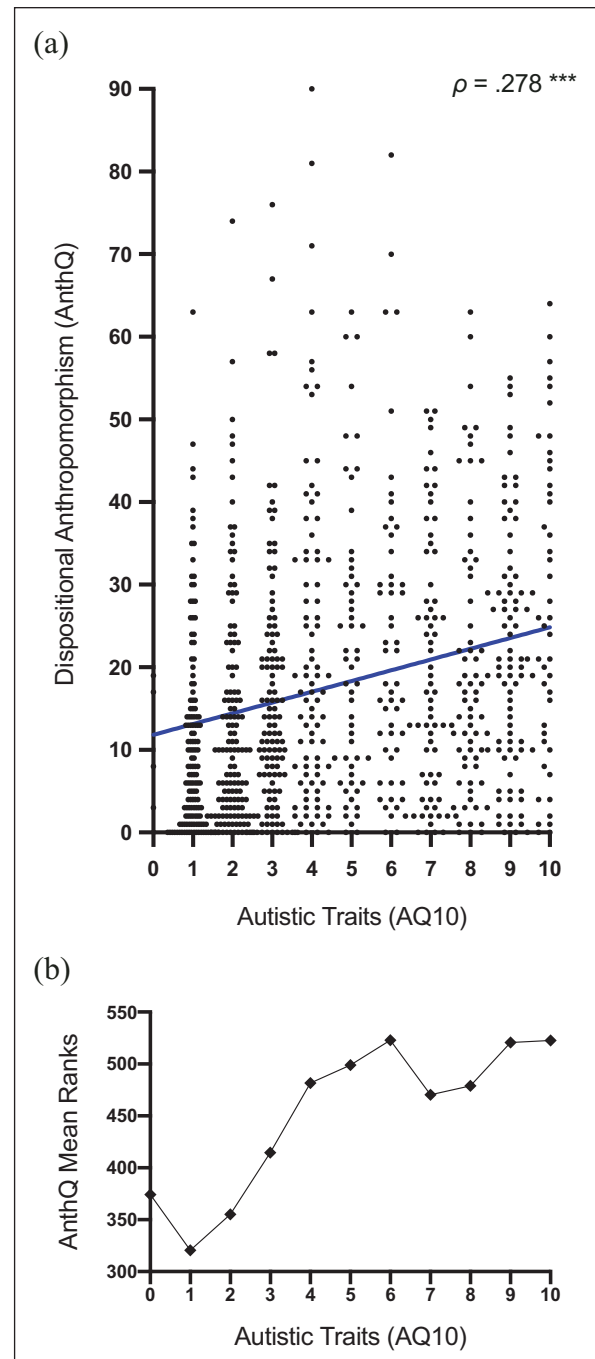 (a)
ρ = .278 ***
90
80
70
60
50
40
30
20
10
0
Dispositional Anthropomorphism (AnthQ)
0 1 2 3 4 5 6 7 8 9 10
Autistic Traits (AQ10)
(b)
550
500
450
400
350
300
AnthQ Mean Ranks
0 1 2 3 4 5 6 7 8 9 10
Autistic Traits (AQ10)